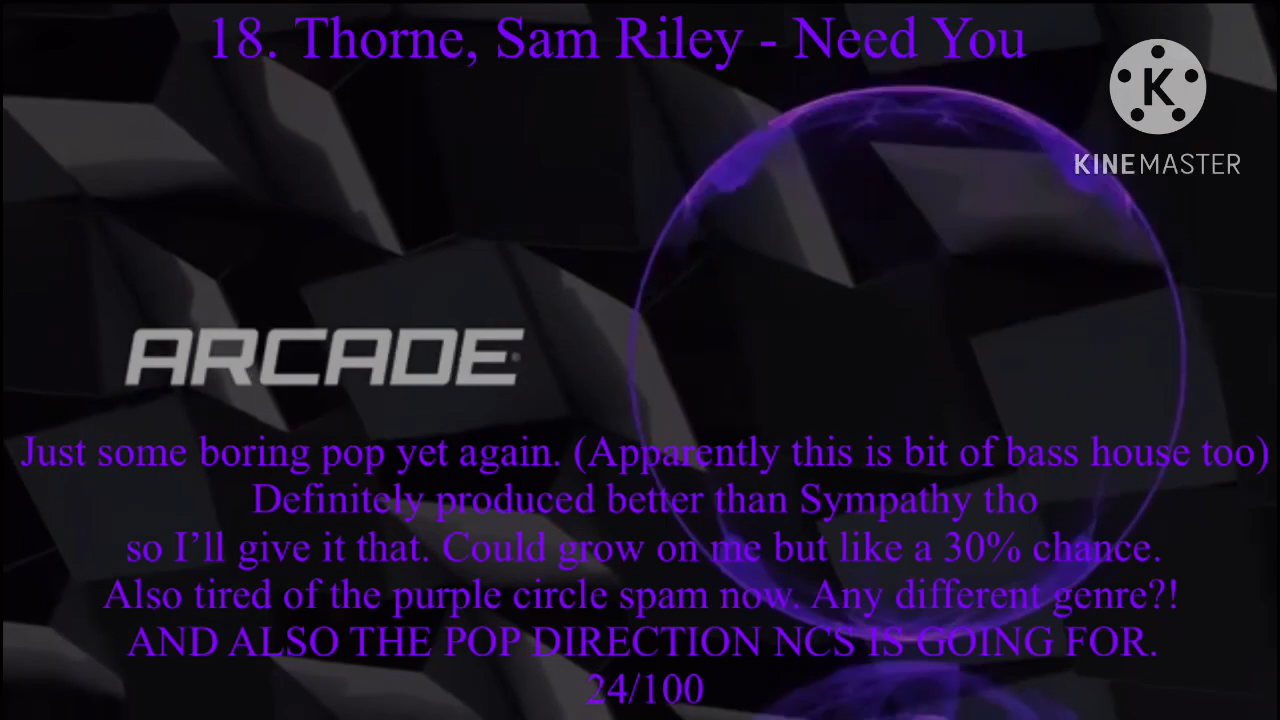 18. Thorne, Sam Riley - Need You
K
KINEMASTER
ARCADE
Just some boring pop yet again. (Apparently this is bit of bass house too)
Definitely produced better than Sympathy tho
so I’ll give it that. Could grow on me but like a 30% chance.
Also tired of the purple circle spam now. Any different genre?!
AND ALSO THE POP DIRECTION NCS IS GOING FOR.
24/100